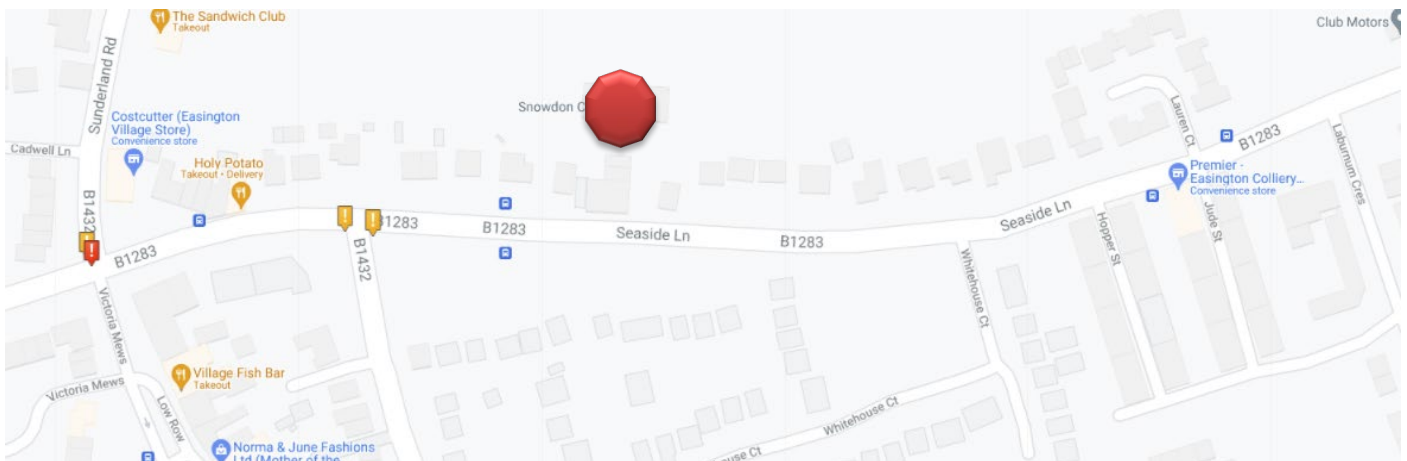 The Sandwich Club
Takeout
Club Motors
Sunderland Rd
Snowdon
Costcutter (Easington
Village Store)
Convenience store
Lauren Ct
B1283
Laburnum Cres
Cadwell Ln
Holy Potato
Takeout • Delivery
Premier -
Easington Colliery...
Convenience store
B1432
B1283
B1283
Seaside Ln
B1283
Seaside Ln
Hopper St
Jude St
B1283
B1432
Whitehouse Ct
Victoria Mews
Village Fish Bar
Takeout
Victoria Mews
Low Row
Whitehouse Ct
Norma & June Fashions
Ltd (Mother of the
use Ct